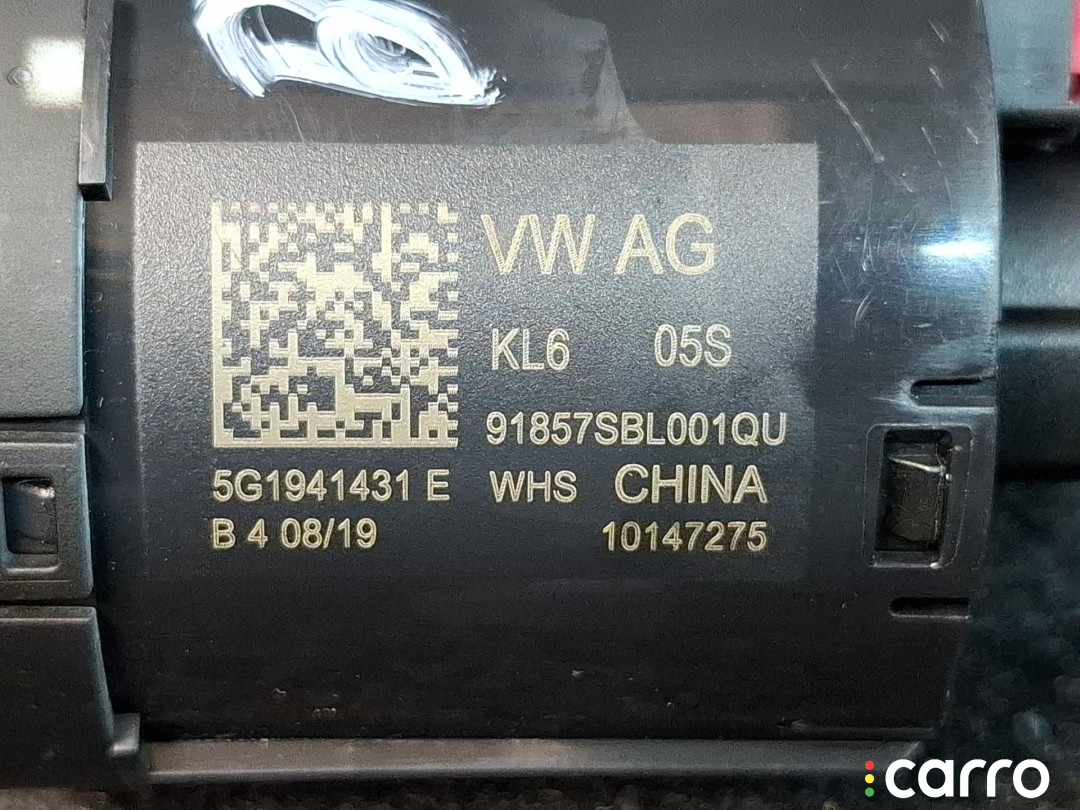 VW AG
KL6 05S
91857SBL001QU
5G1941431 E WHS CHINA
B 4 08/19 10147275
carro